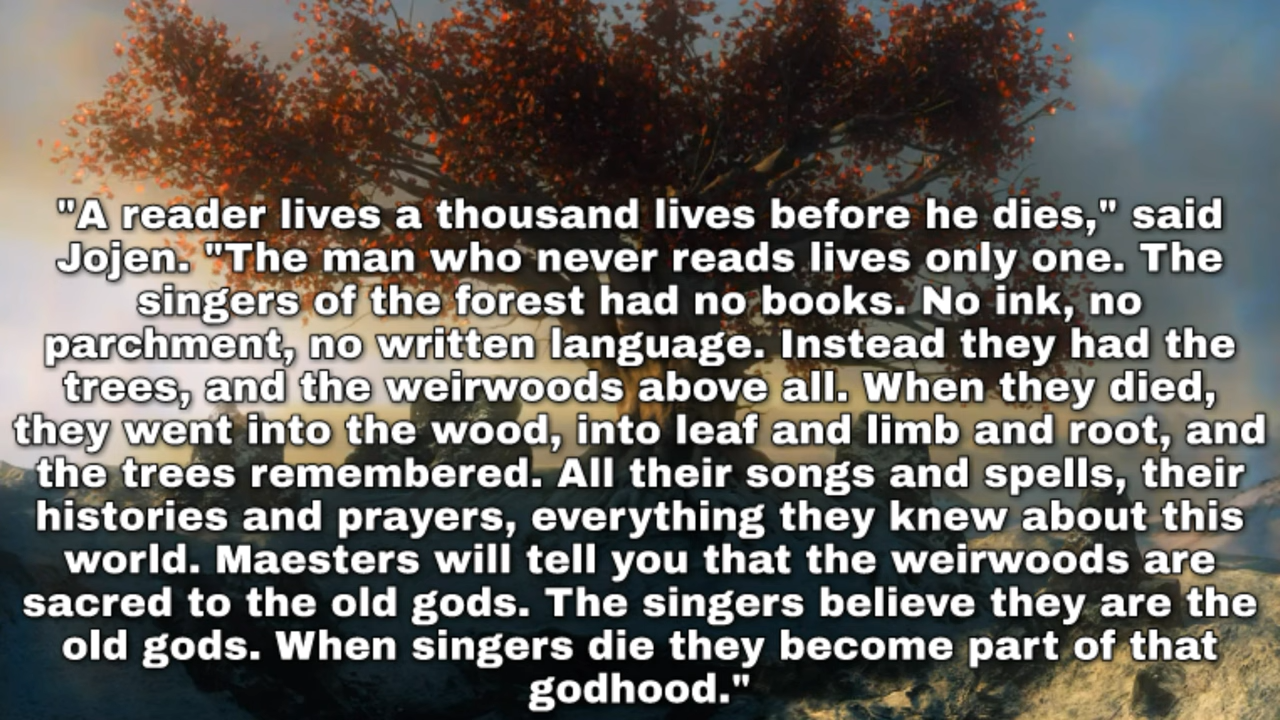 "A reader lives a thousand lives before he dies," said
Jojen. "The man who never reads lives only one. The
singers of the forest had no books. No ink, no
parchment, no written language. Instead they had the
trees, and the weirwoods above all. When they died,
they went into the wood, into leaf and limb and root, and
the trees remembered. All their songs and spells, their
histories and prayers, everything they knew about this
world. Maesters will tell you that the weirwoods are
sacred to the old gods. The singers believe they are the
old gods. When singers die they become part of that
godhood."